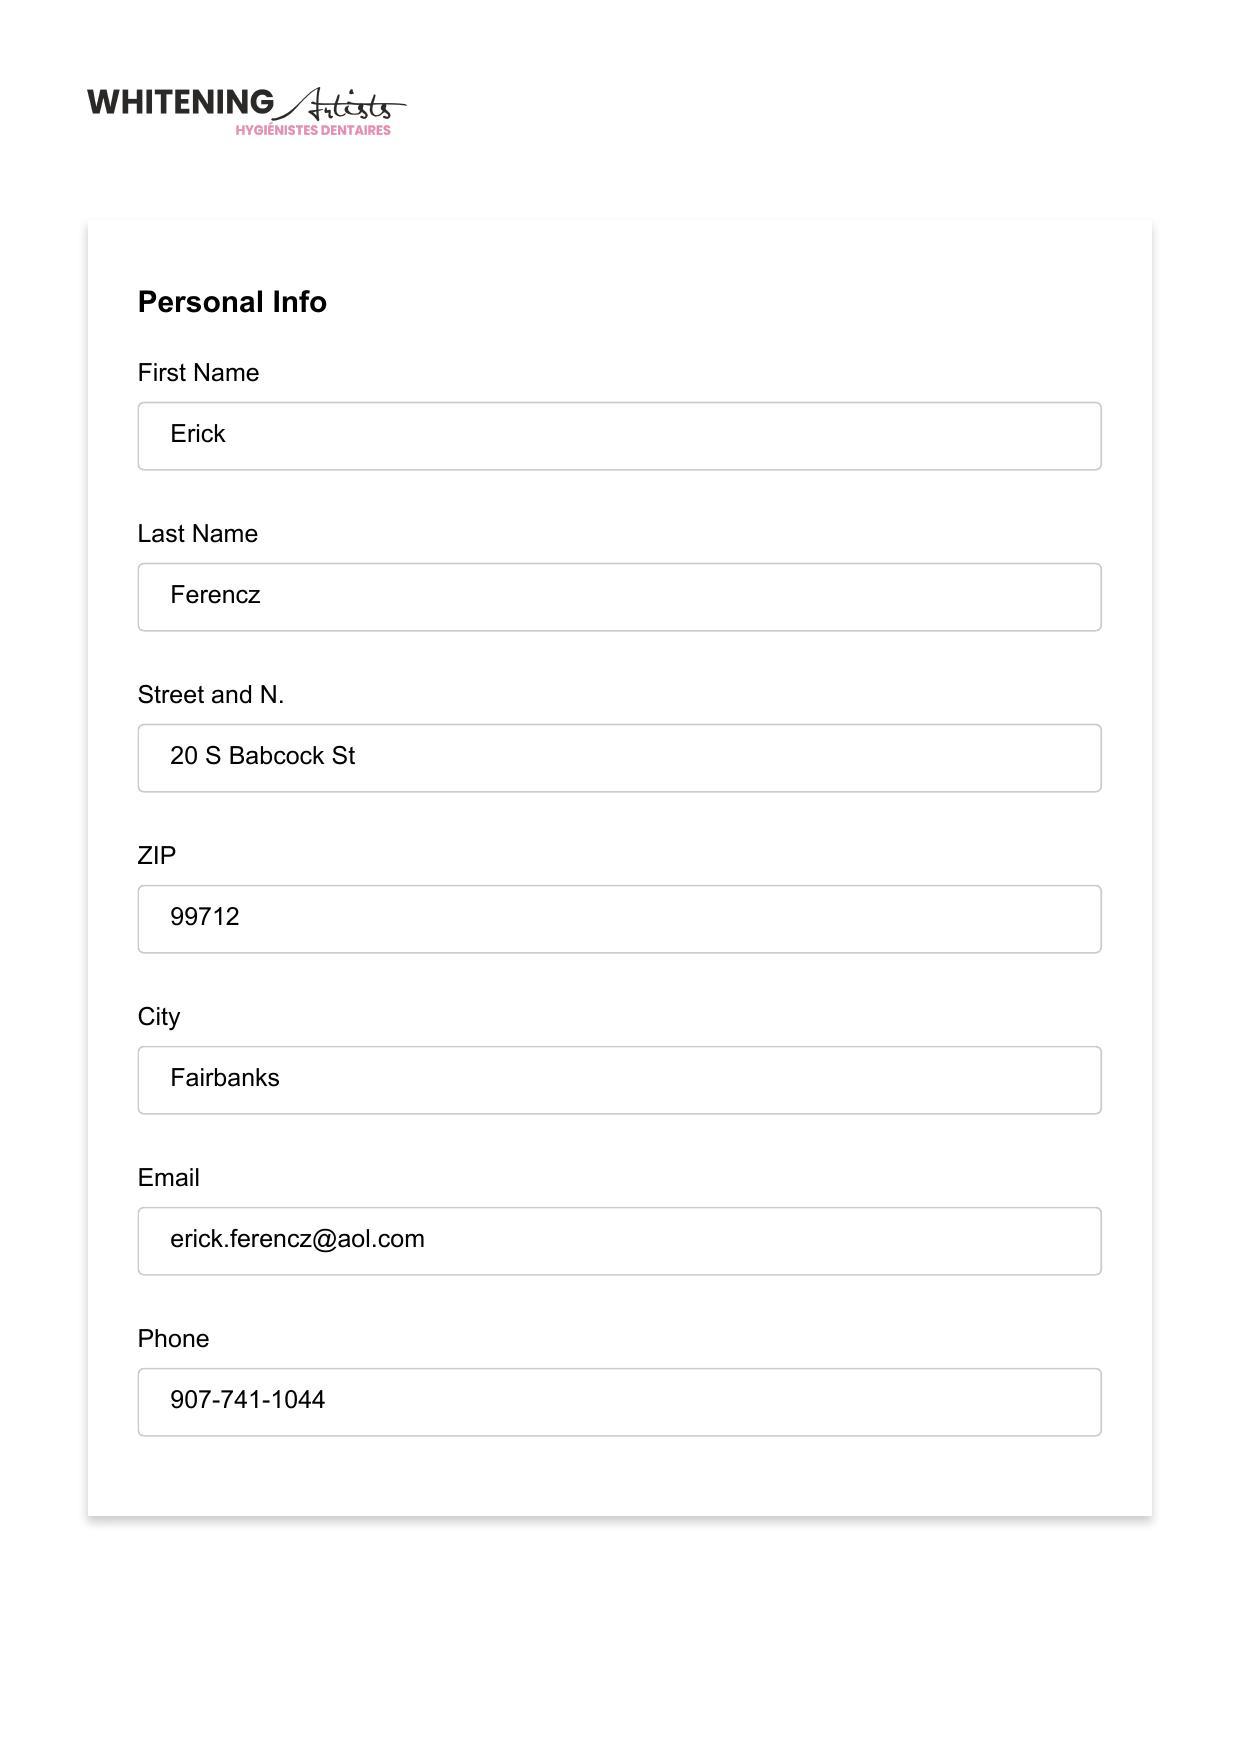 WHITENING Artists
HYGIÉNISTES DENTAIRES
Personal Info
First Name
Erick
Last Name
Ferencz
Street and N.
20 S Babcock St
ZIP
99712
City
Fairbanks
Email
erick.ferencz@aol.com
Phone
907-741-1044